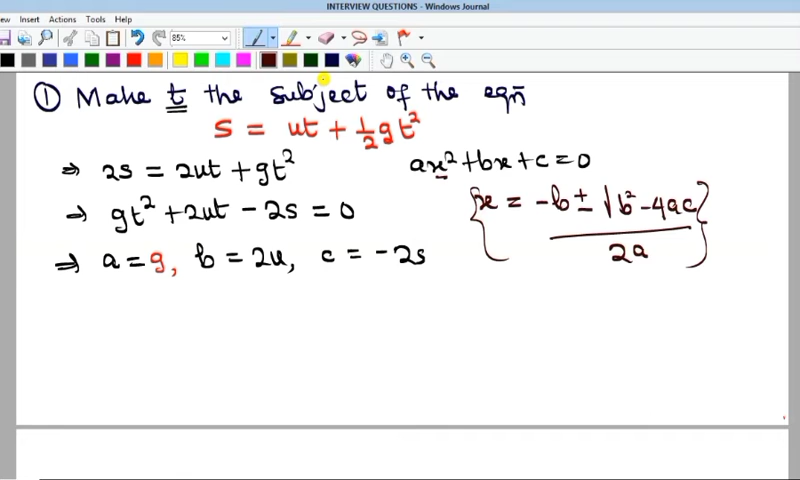 INTERVIEW QUESTIONS - Windows Journal
ew Insert Actions Tools Help
85%
① Make t the subject of the eqn̄
s = ut + ½gt²
⇒ 2s = 2ut + gt²
ax² + bx + c = 0
⇒ gt² + 2ut - 2s = 0
{x = -b ± √b² - 4ac / 2a}
⇒ a = g, b = 2u, c = -2s